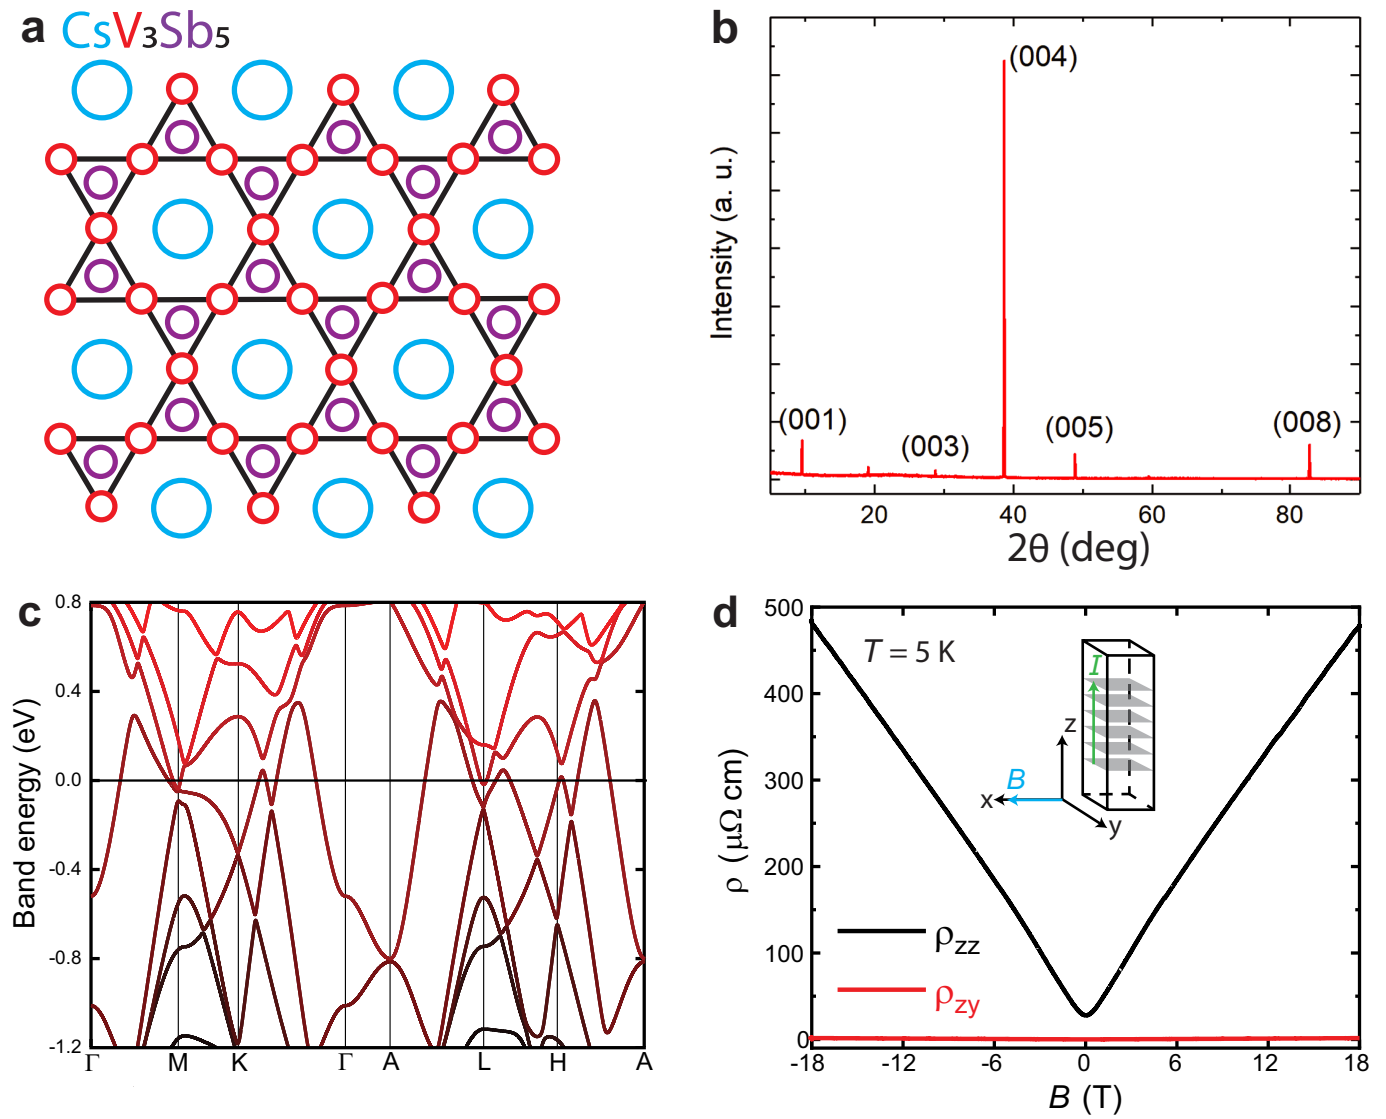 a CsV₃Sb₅
b
(004)
(001)
(003)
(005)
(008)
Intensity (a. u.)
20 40 60 80
2θ (deg)
c
0.8
0.4
0.0
-0.4
-0.8
-1.2
Band energy (eV)
Γ M K Γ A L H A
d
500
400
300
200
100
0
ρ (μΩ cm)
T = 5 K
I
z
B
x
y
ρzz
ρzy
-18 -12 -6 0 6 12 18
B (T)